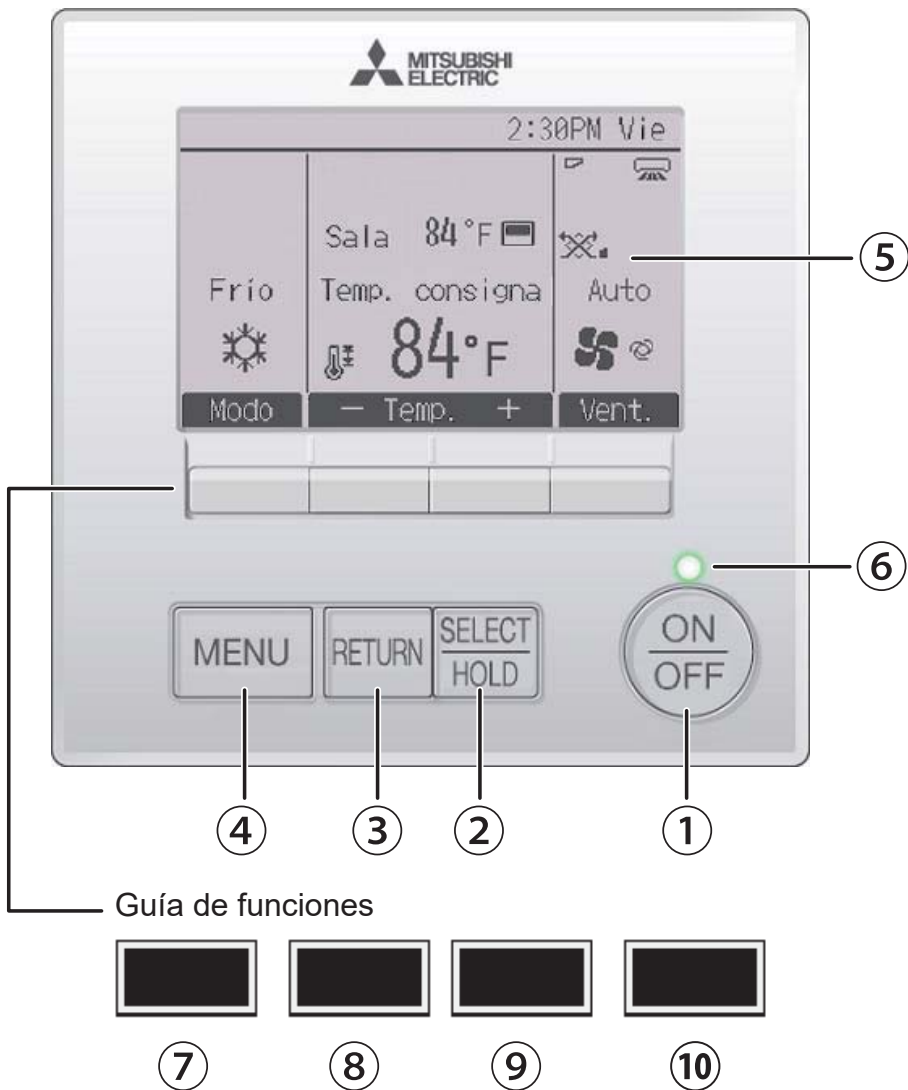 MITSUBISHI
ELECTRIC
2:30PM Vie
Sala 84°F
Frío Temp. consigna Auto
84°F
Modo − Temp. + Vent.
5
6
MENU RETURN SELECT
HOLD
ON
OFF
4 3 2 1
Guía de funciones
7 8 9 10